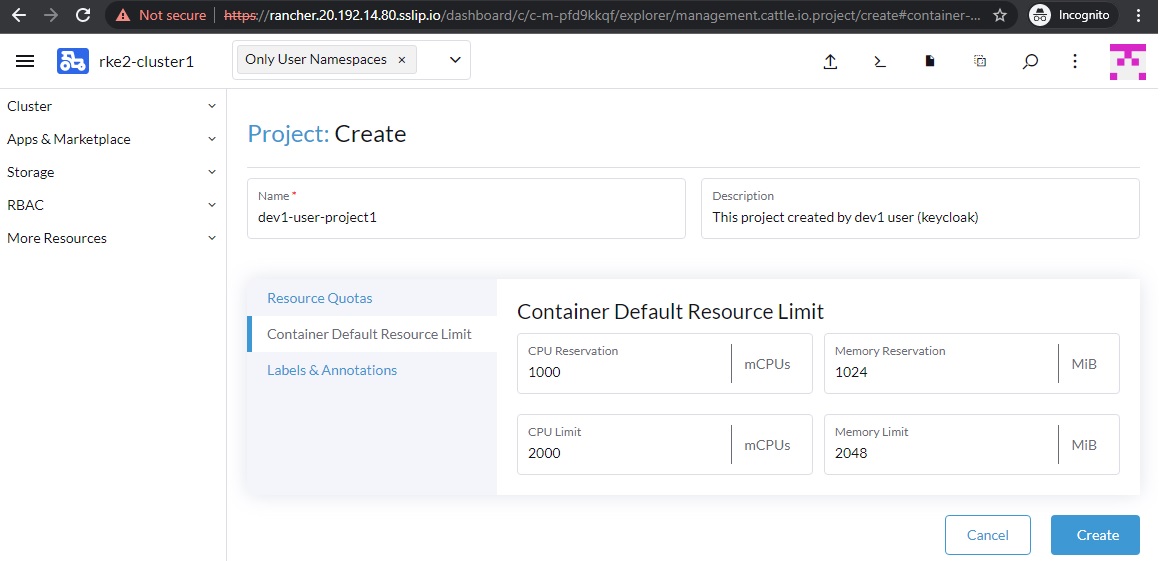 Not secure https://rancher.20.192.14.80.sslip.io/dashboard/c/c-m-pfd9kkqf/explorer/management.cattle.io.project/create#container-... Incognito
rke2-cluster1 Only User Namespaces ×
Cluster
Apps & Marketplace
Storage
RBAC
More Resources
Project: Create
Name *
dev1-user-project1
Description
This project created by dev1 user (keycloak)
Resource Quotas
Container Default Resource Limit
Labels & Annotations
Container Default Resource Limit
CPU Reservation
1000 mCPUs
Memory Reservation
1024 MiB
CPU Limit
2000 mCPUs
Memory Limit
2048 MiB
Cancel Create